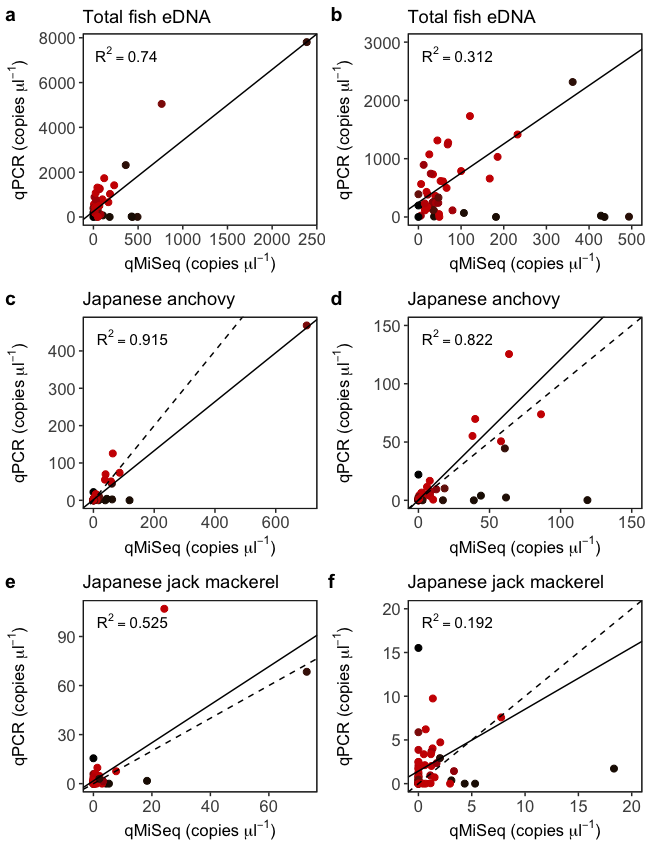 a Total fish eDNA
R² = 0.74
8000
6000
4000
2000
0
0 500 1000 1500 2000 2500
qPCR (copies μl⁻¹)
qMiSeq (copies μl⁻¹)
b Total fish eDNA
R² = 0.312
3000
2000
1000
0
0 100 200 300 400 500
qPCR (copies μl⁻¹)
qMiSeq (copies μl⁻¹)
c Japanese anchovy
R² = 0.915
400
300
200
100
0
0 200 400 600
qPCR (copies μl⁻¹)
qMiSeq (copies μl⁻¹)
d Japanese anchovy
R² = 0.822
150
100
50
0
0 50 100 150
qPCR (copies μl⁻¹)
qMiSeq (copies μl⁻¹)
e Japanese jack mackerel
R² = 0.525
90
60
30
0
0 20 40 60
qPCR (copies μl⁻¹)
qMiSeq (copies μl⁻¹)
f Japanese jack mackerel
R² = 0.192
20
15
10
5
0
0 5 10 15 20
qPCR (copies μl⁻¹)
qMiSeq (copies μl⁻¹)